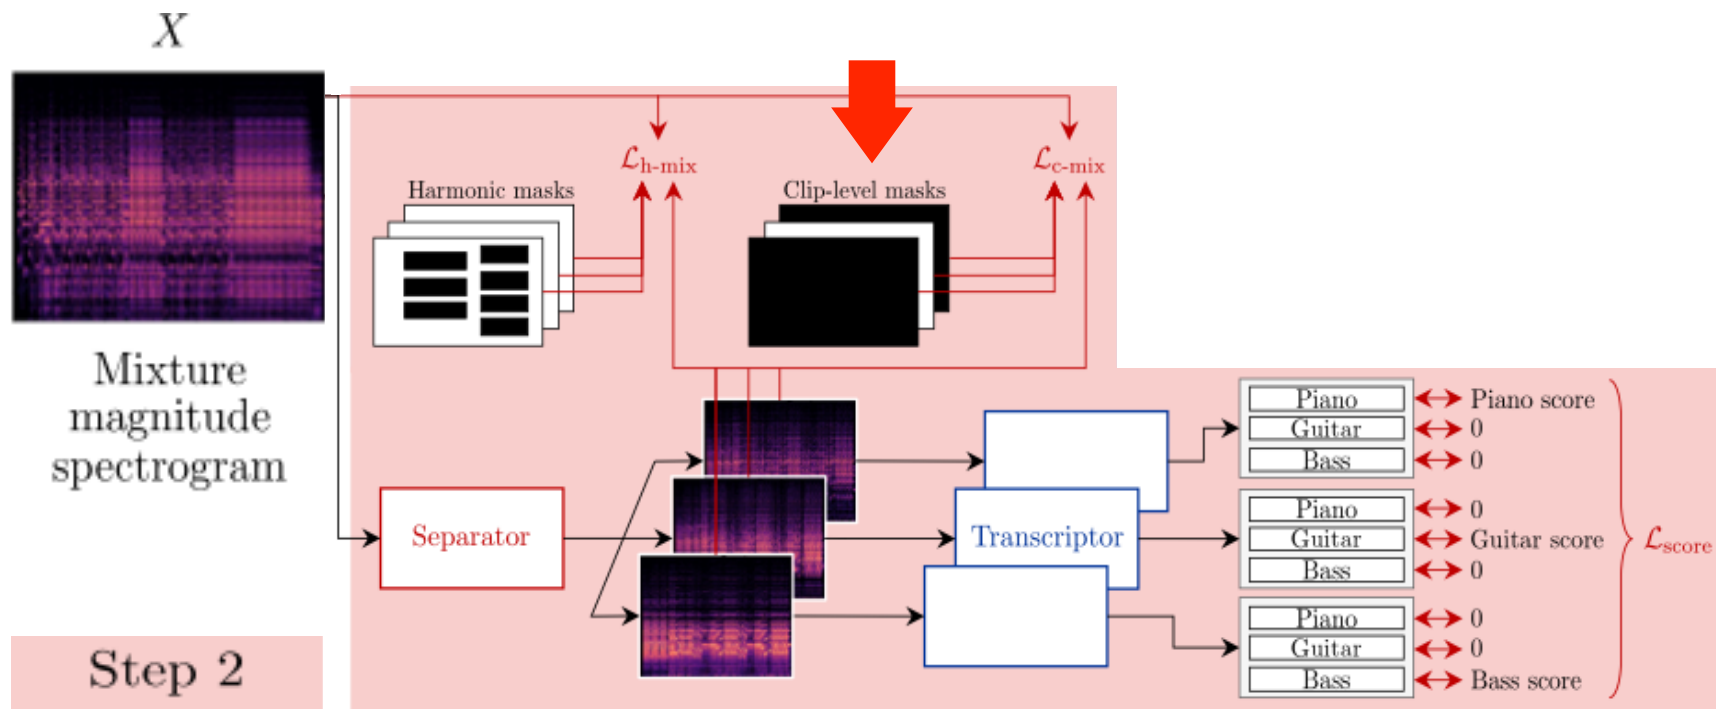 X
Mixture
magnitude
spectrogram
Step 2
Harmonic masks
ℒh-mix
Clip-level masks
ℒc-mix
Separator
Transcriptor
Piano
Guitar
Bass
Piano score
0
0
Piano
Guitar
Bass
0
Guitar score
0
Piano
Guitar
Bass
0
0
Bass score
ℒscore